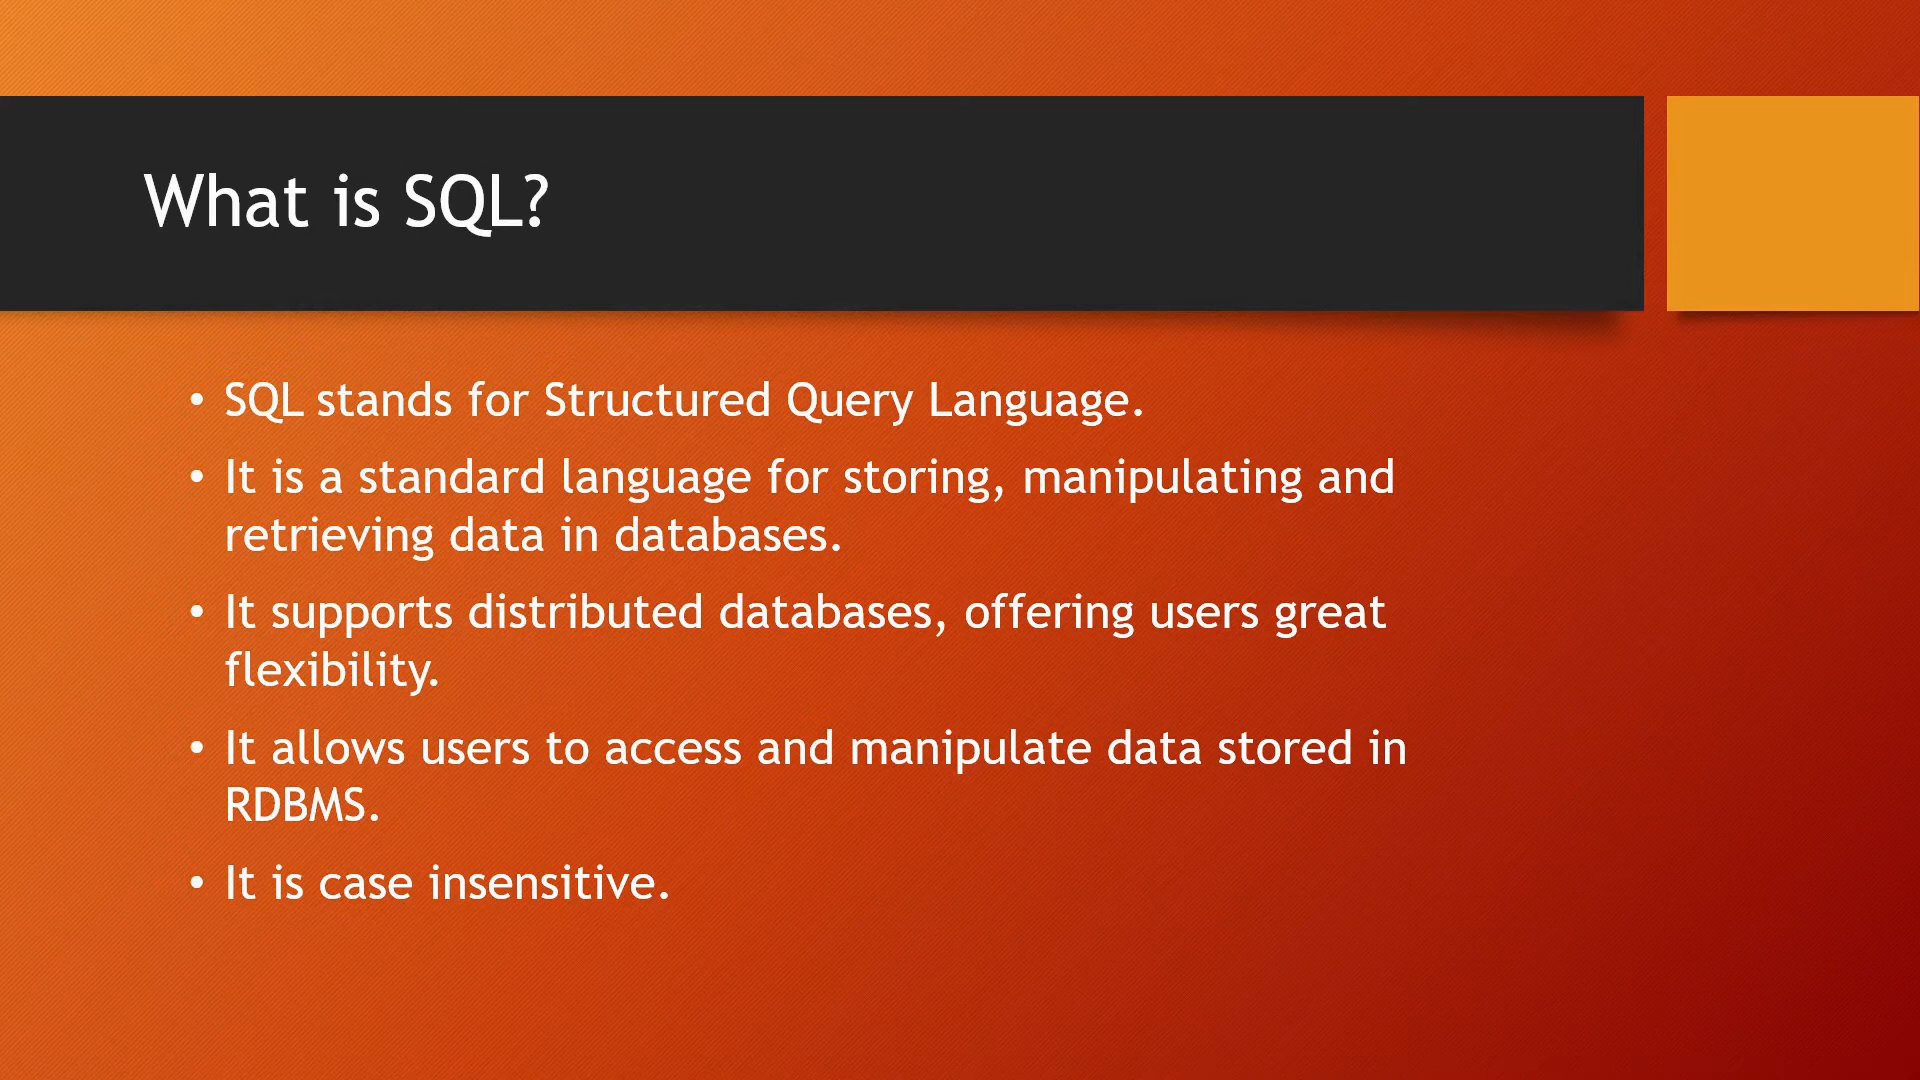 What is SQL?
• SQL stands for Structured Query Language.
• It is a standard language for storing, manipulating and
retrieving data in databases.
• It supports distributed databases, offering users great
flexibility.
• It allows users to access and manipulate data stored in
RDBMS.
• It is case insensitive.